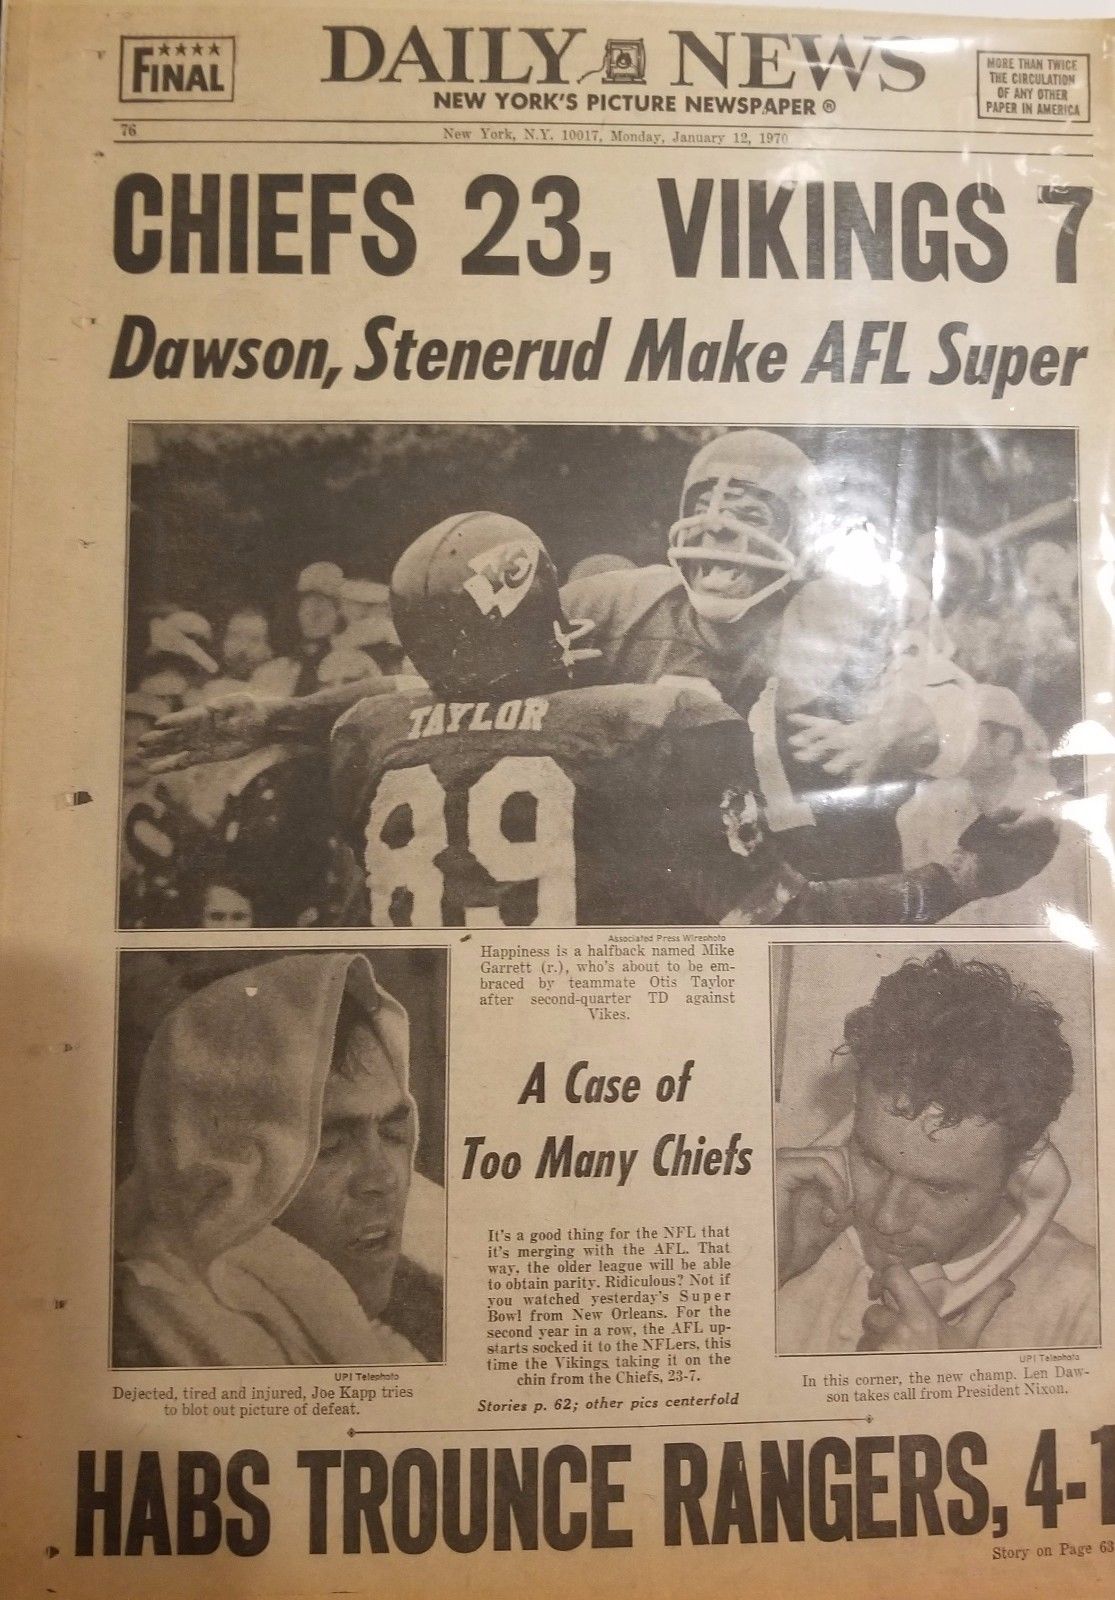 ★★★★
FINAL
DAILY NEWS
NEW YORK'S PICTURE NEWSPAPER ®
MORE THAN TWICE
THE CIRCULATION
OF ANY OTHER
PAPER IN AMERICA
76
New York, N.Y. 10017, Monday, January 12, 1970
CHIEFS 23, VIKINGS 7
Dawson, Stenerud Make AFL Super
KC
TAYLOR
89
Associated Press Wirephoto
Happiness is a halfback named Mike
Garrett (r.), who's about to be em-
braced by teammate Otis Taylor
after second-quarter TD against
Vikes.
A Case of
Too Many Chiefs
It's a good thing for the NFL that
it's merging with the AFL. That
way, the older league will be able
to obtain parity. Ridiculous? Not if
you watched yesterday's Super
Bowl from New Orleans. For the
second year in a row, the AFL up-
starts socked it to the NFLers, this
time the Vikings taking it on the
chin from the Chiefs, 23-7.
Stories p. 62; other pics centerfold
UPI Telephoto
Dejected, tired and injured, Joe Kapp tries
to blot out picture of defeat.
UPI Telephoto
In this corner, the new champ. Len Daw-
son takes call from President Nixon.
HABS TROUNCE RANGERS, 4-1
Story on Page 63